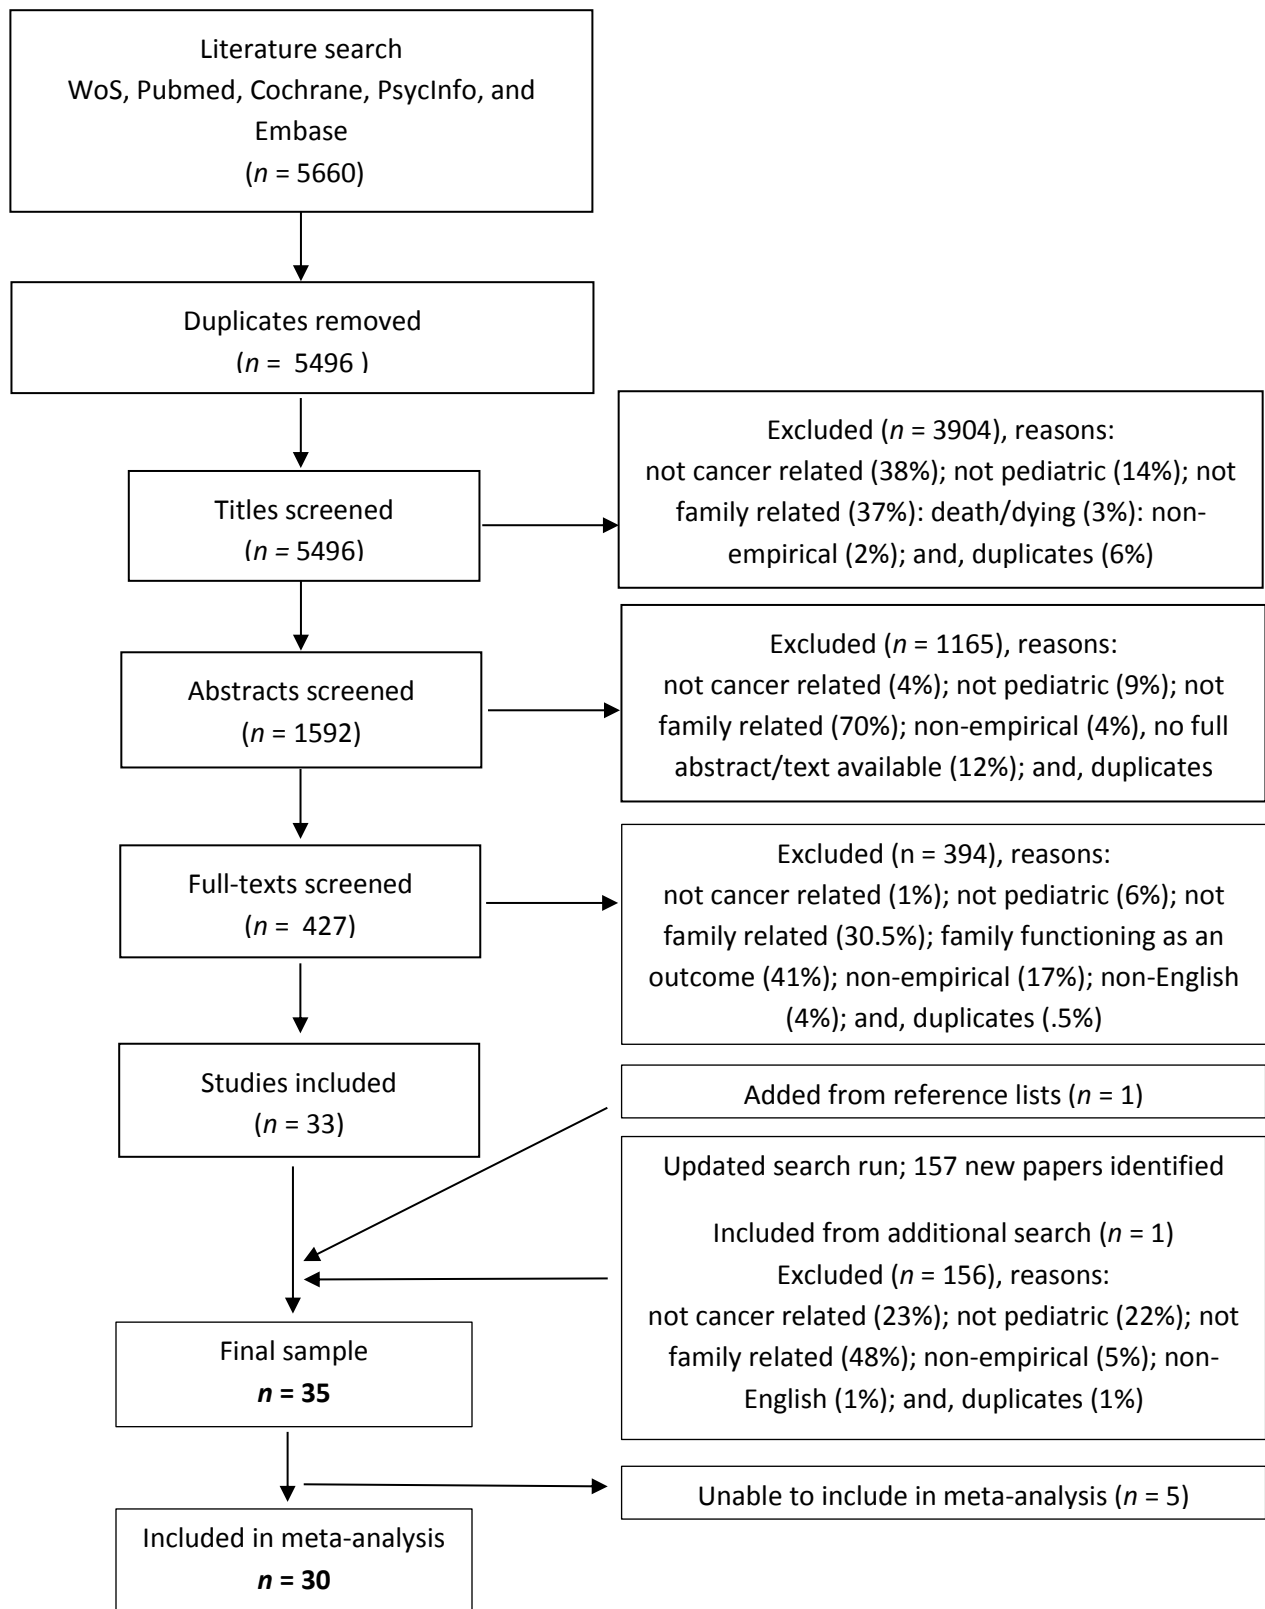 Literature search
WoS, Pubmed, Cochrane, PsycInfo, and
Embase
(n = 5660)
Duplicates removed
(n = 5496 )
Titles screened
(n = 5496)
Excluded (n = 3904), reasons:
not cancer related (38%); not pediatric (14%); not
family related (37%): death/dying (3%): non-
empirical (2%); and, duplicates (6%)
Abstracts screened
(n = 1592)
Excluded (n = 1165), reasons:
not cancer related (4%); not pediatric (9%); not
family related (70%); non-empirical (4%), no full
abstract/text available (12%); and, duplicates
Full-texts screened
(n = 427)
Excluded (n = 394), reasons:
not cancer related (1%); not pediatric (6%); not
family related (30.5%); family functioning as an
outcome (41%); non-empirical (17%); non-English
(4%); and, duplicates (.5%)
Studies included
(n = 33)
Added from reference lists (n = 1)
Updated search run; 157 new papers identified
Included from additional search (n = 1)
Excluded (n = 156), reasons:
not cancer related (23%); not pediatric (22%); not
family related (48%); non-empirical (5%); non-
English (1%); and, duplicates (1%)
Final sample
n = 35
Unable to include in meta-analysis (n = 5)
Included in meta-analysis
n = 30